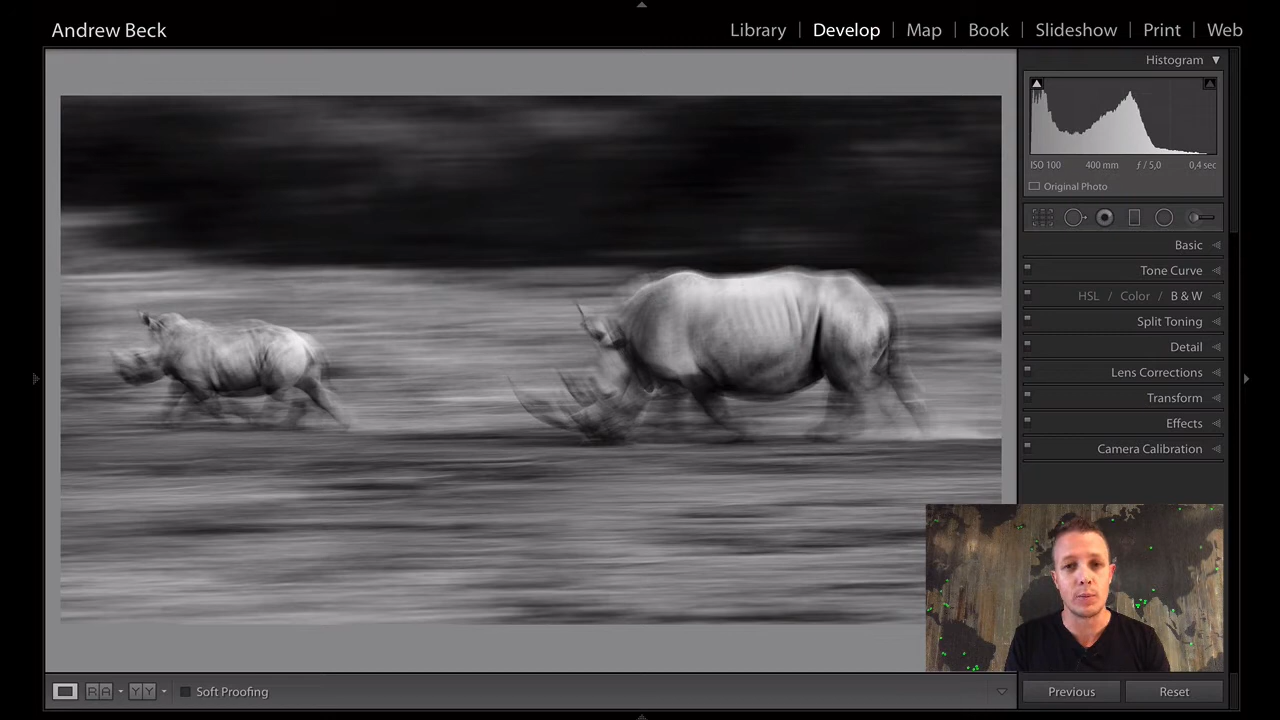 Andrew Beck
Library | Develop | Map | Book | Slideshow | Print | Web
Histogram
ISO 100 400 mm ƒ / 5,0 0,4 sec
Original Photo
Basic
Tone Curve
HSL / Color / B & W
Split Toning
Detail
Lens Corrections
Transform
Effects
Camera Calibration
R A Y Y Soft Proofing
Previous Reset